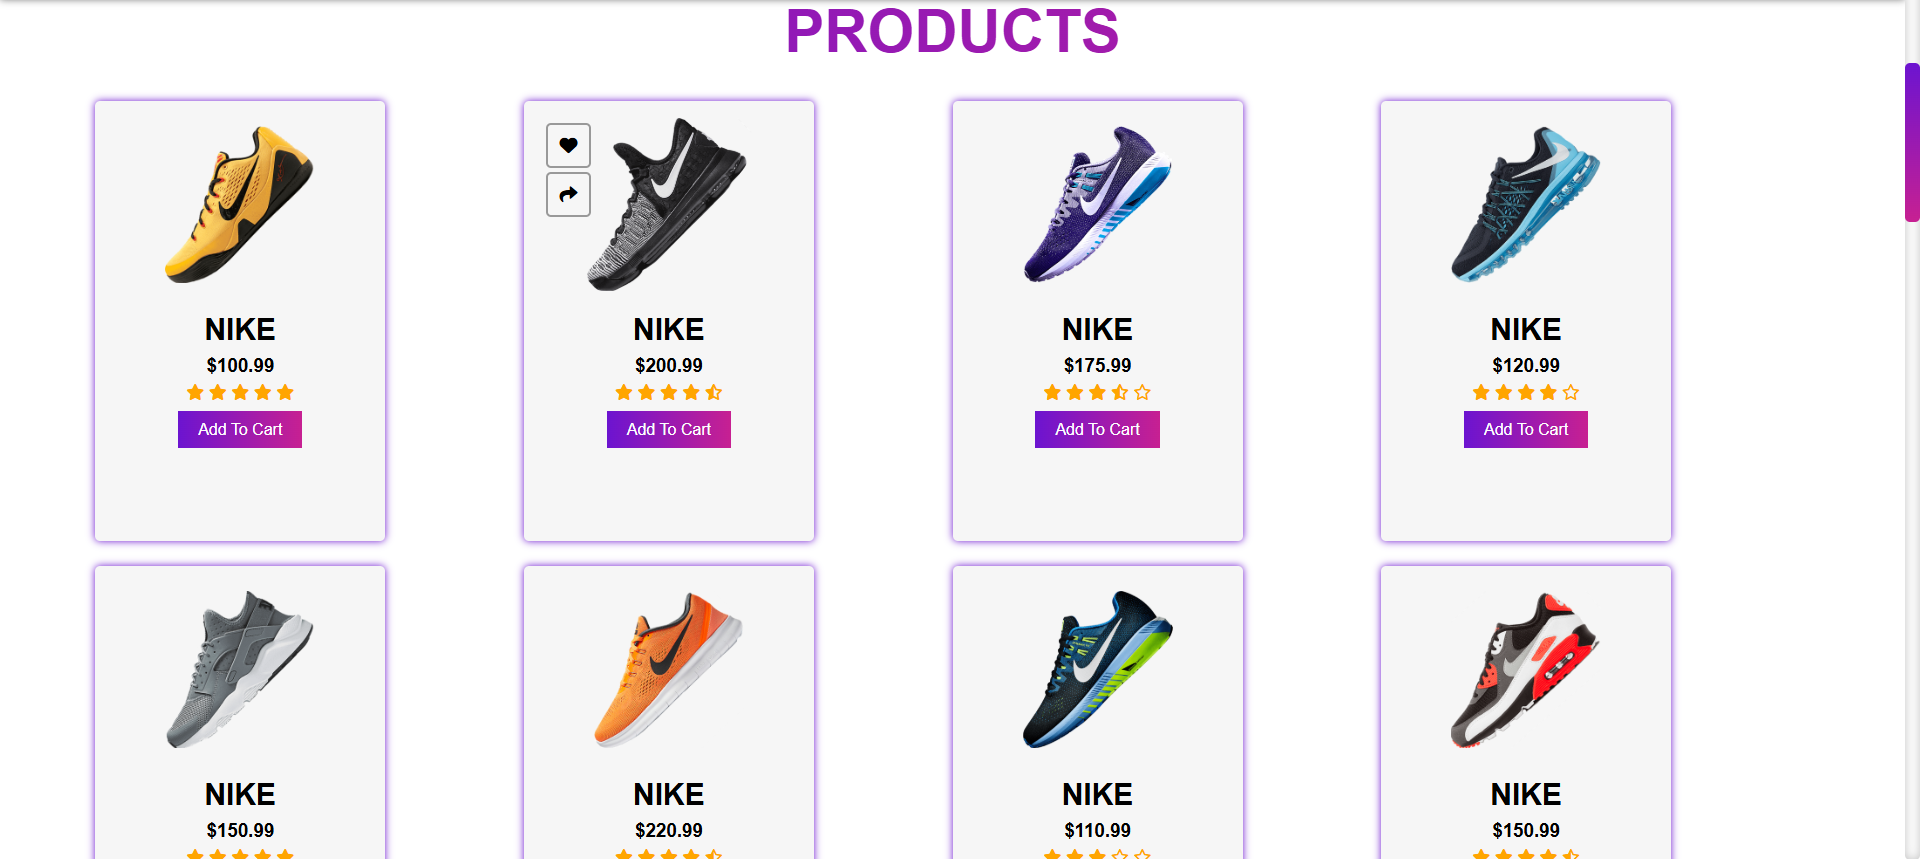 PRODUCTS
NIKE
$100.99
Add To Cart
NIKE
$200.99
Add To Cart
NIKE
$175.99
Add To Cart
NIKE
$120.99
Add To Cart
NIKE
$150.99
NIKE
$220.99
NIKE
$110.99
NIKE
$150.99